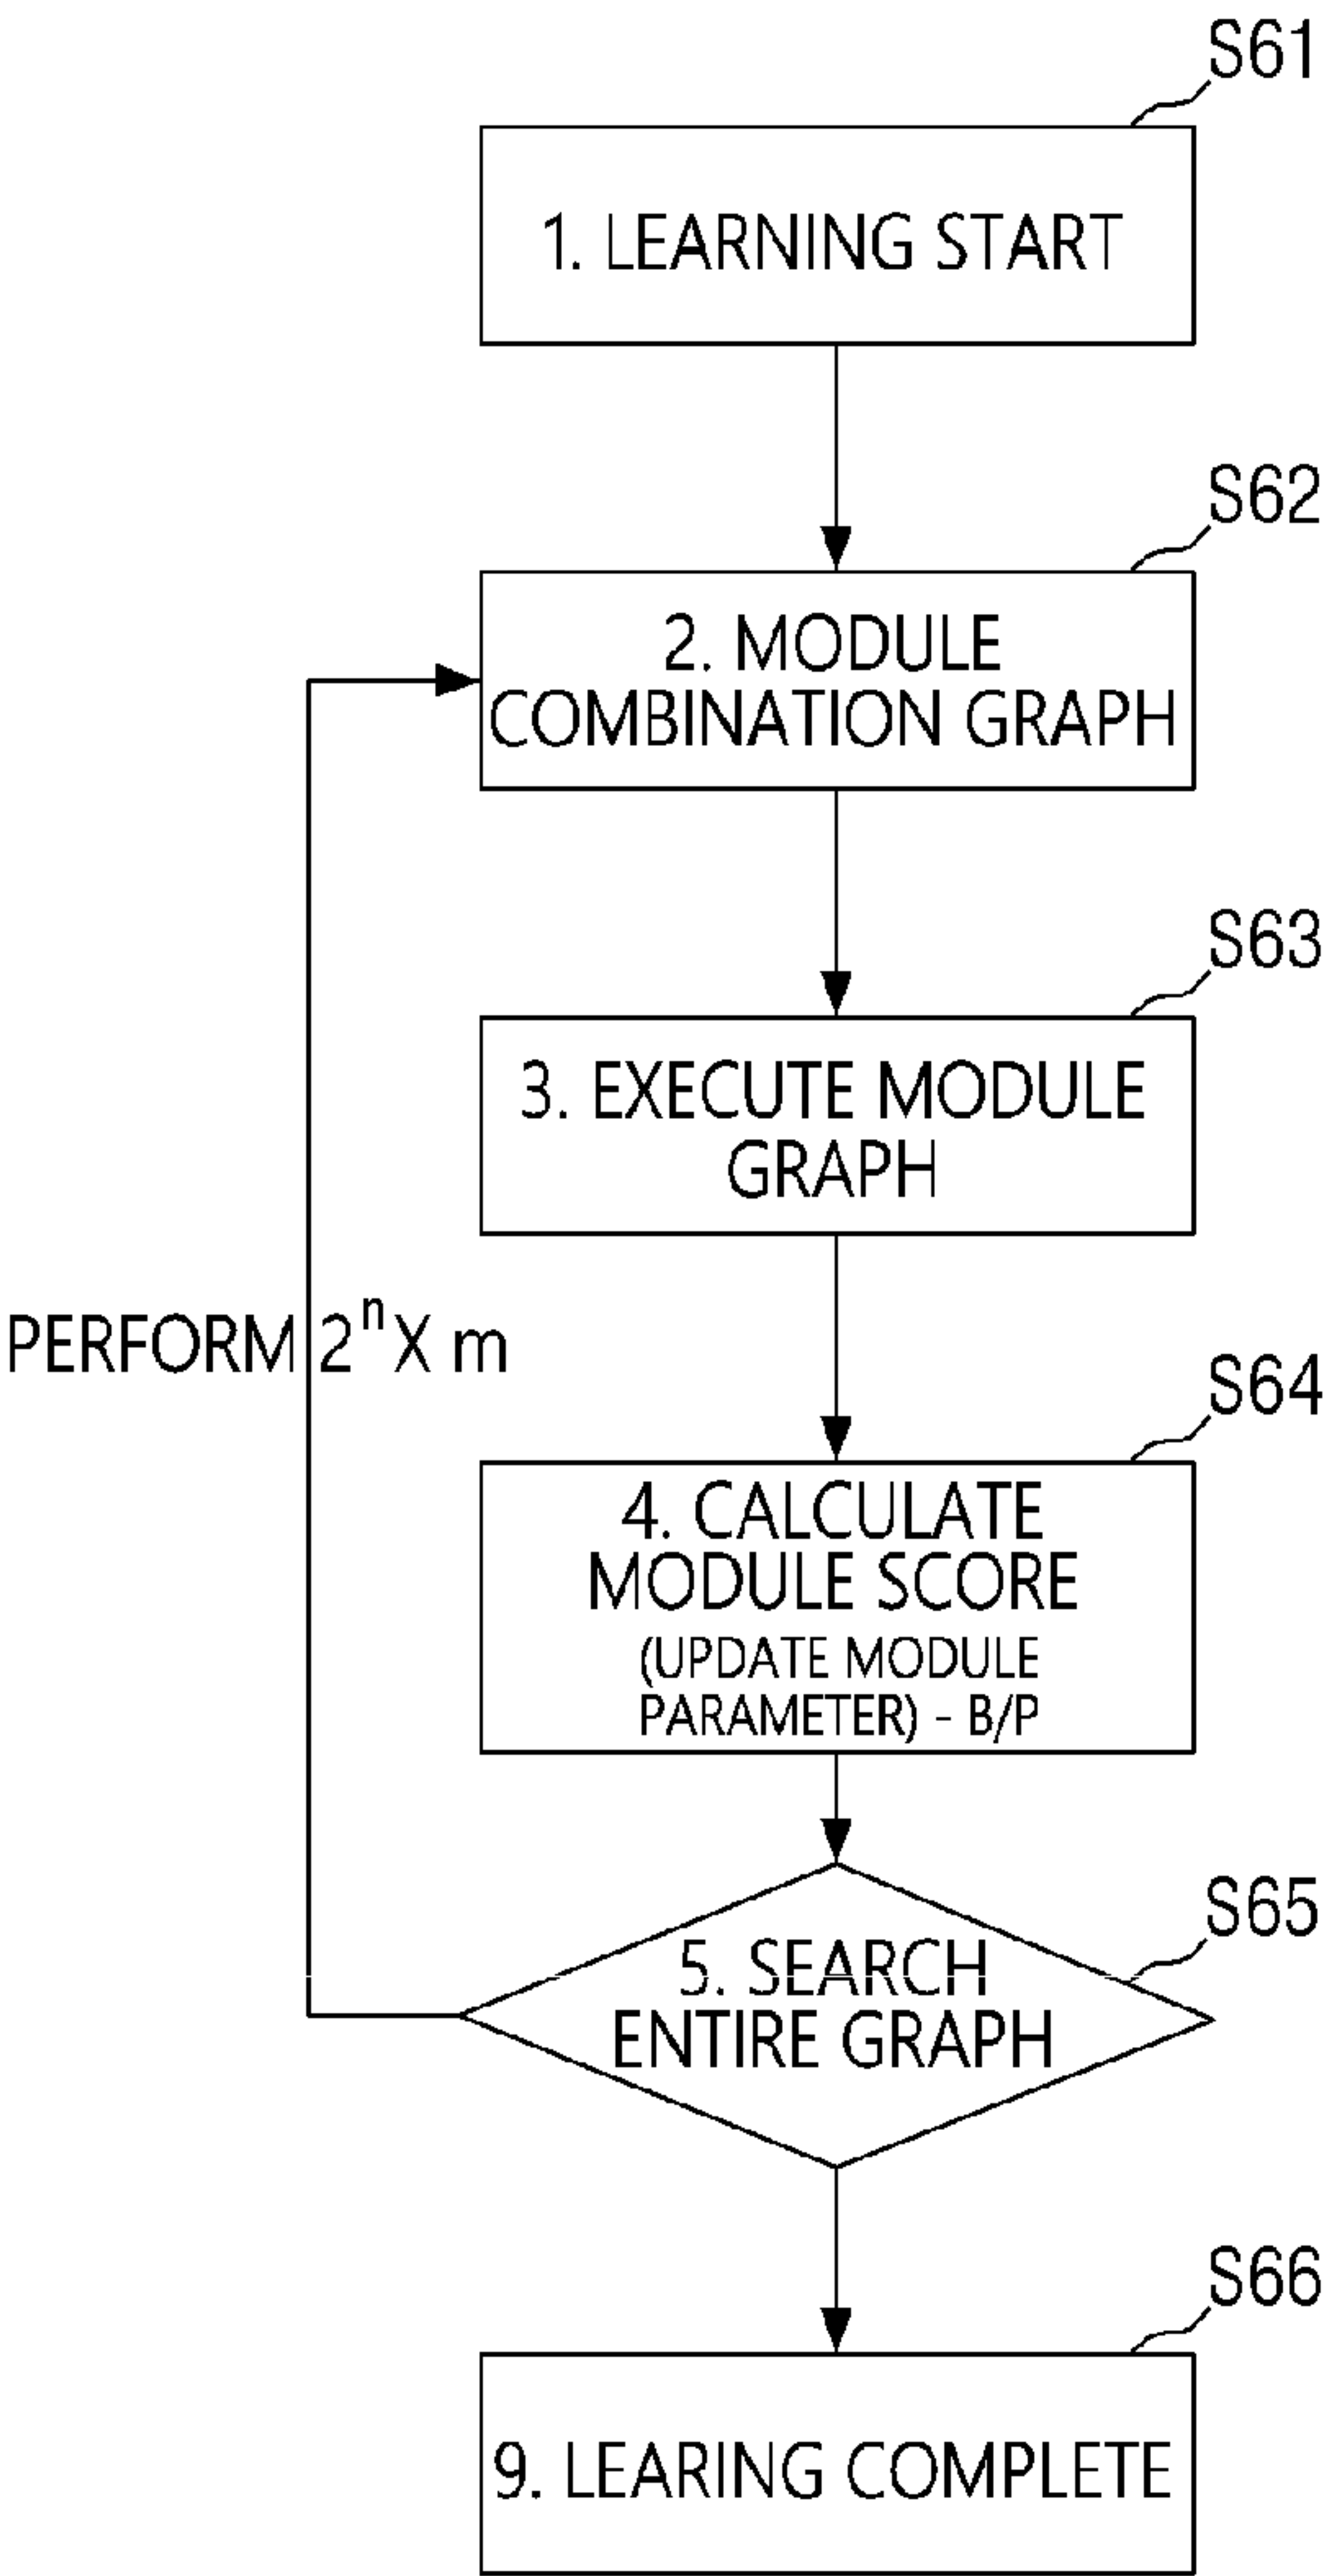 S61
1. LEARNING START
S62
2. MODULE
COMBINATION GRAPH
S63
3. EXECUTE MODULE
GRAPH
PERFORM 2ⁿX m
S64
4. CALCULATE
MODULE SCORE
(UPDATE MODULE
PARAMETER) - B/P
S65
5. SEARCH
ENTIRE GRAPH
S66
9. LEARING COMPLETE